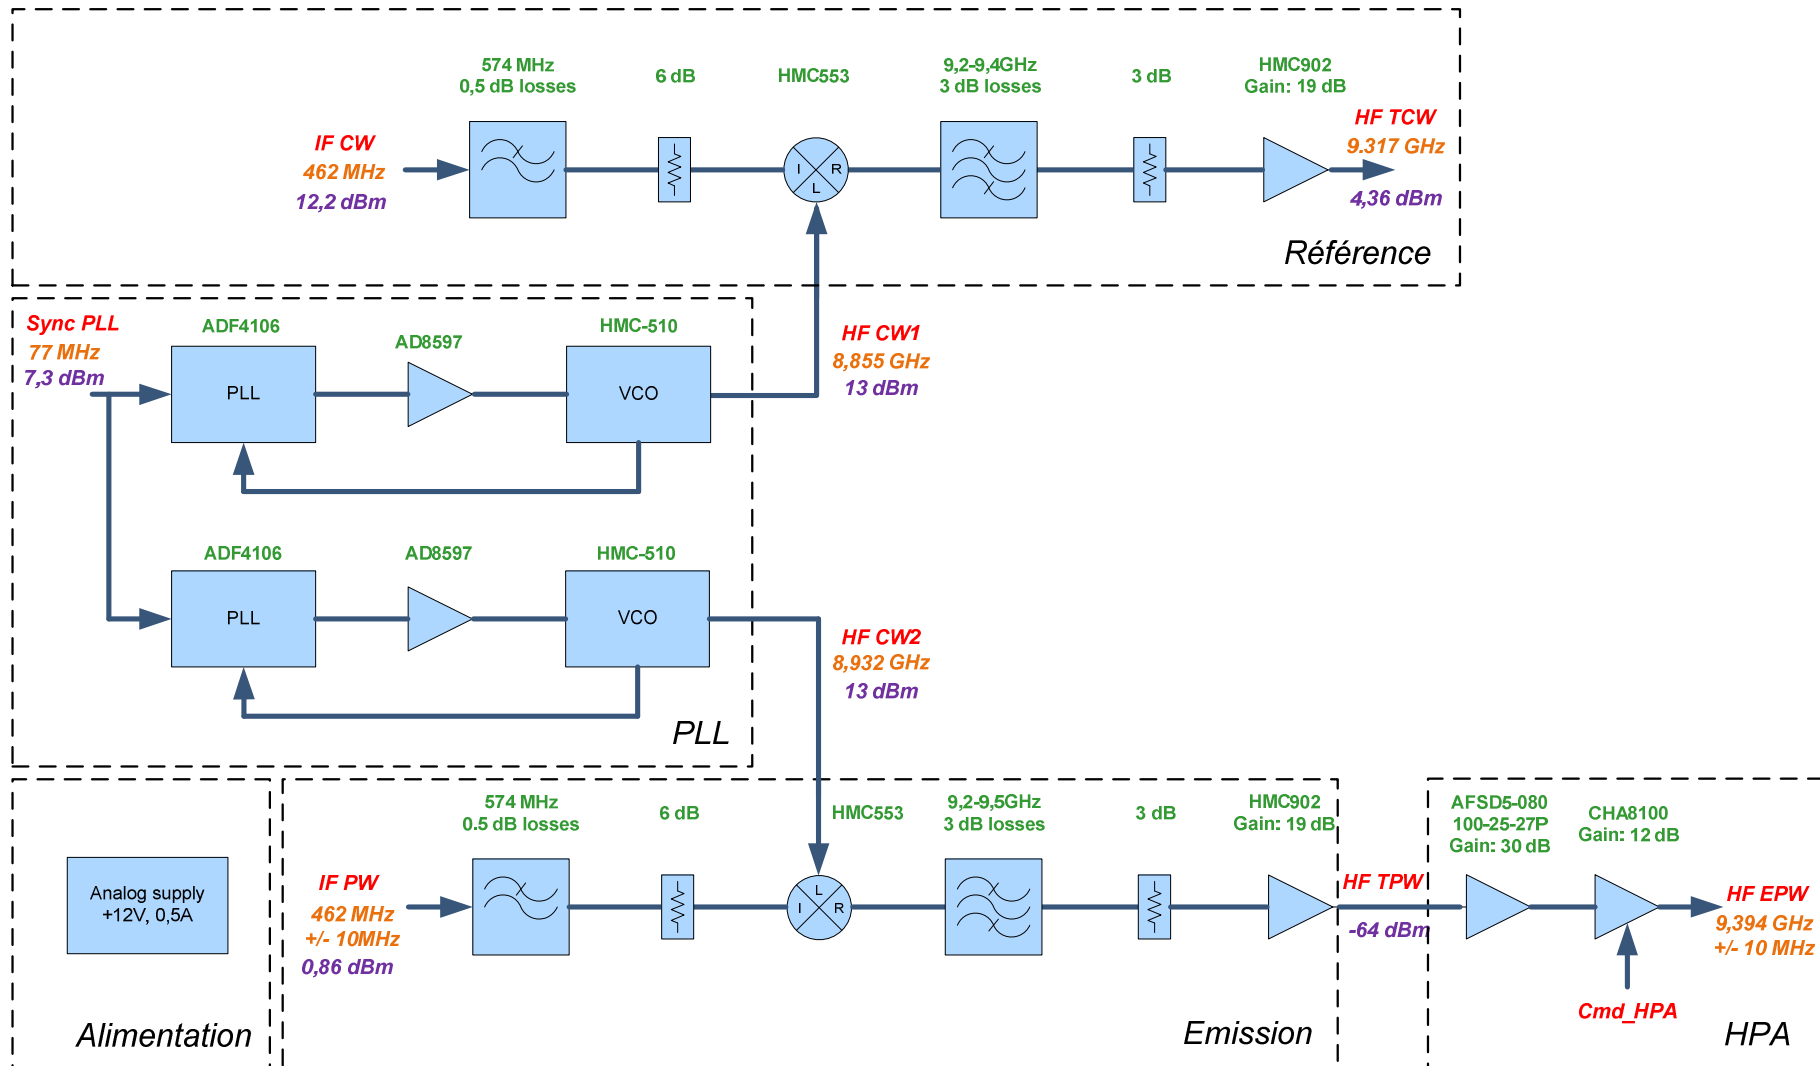 574 MHz
0,5 dB losses
6 dB
HMC553
9,2-9,4GHz
3 dB losses
3 dB
HMC902
Gain: 19 dB
IF CW
462 MHz
12,2 dBm
I
R
L
HF TCW
9.317 GHz
4,36 dBm
Référence
Sync PLL
77 MHz
7,3 dBm
ADF4106
PLL
AD8597
HMC-510
VCO
HF CW1
8,855 GHz
13 dBm
ADF4106
PLL
AD8597
HMC-510
VCO
HF CW2
8,932 GHz
13 dBm
PLL
Analog supply
+12V, 0,5A
Alimentation
574 MHz
0.5 dB losses
6 dB
HMC553
9,2-9,5GHz
3 dB losses
3 dB
HMC902
Gain: 19 dB
IF PW
462 MHz
+/- 10MHz
0,86 dBm
L
I
R
HF TPW
-64 dBm
Emission
AFSD5-080
100-25-27P
Gain: 30 dB
CHA8100
Gain: 12 dB
HF EPW
9,394 GHz
+/- 10 MHz
Cmd_HPA
HPA